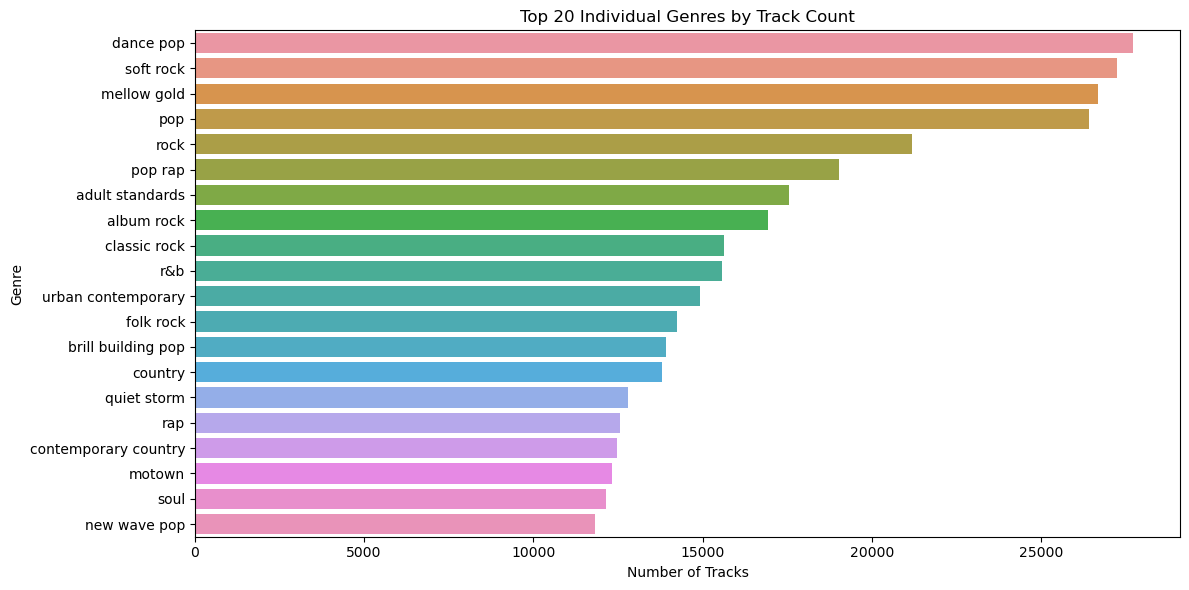 Top 20 Individual Genres by Track Count
dance pop
soft rock
mellow gold
pop
rock
pop rap
adult standards
album rock
classic rock
r&b
urban contemporary
folk rock
brill building pop
country
quiet storm
rap
contemporary country
motown
soul
new wave pop
Genre
0 5000 10000 15000 20000 25000
Number of Tracks